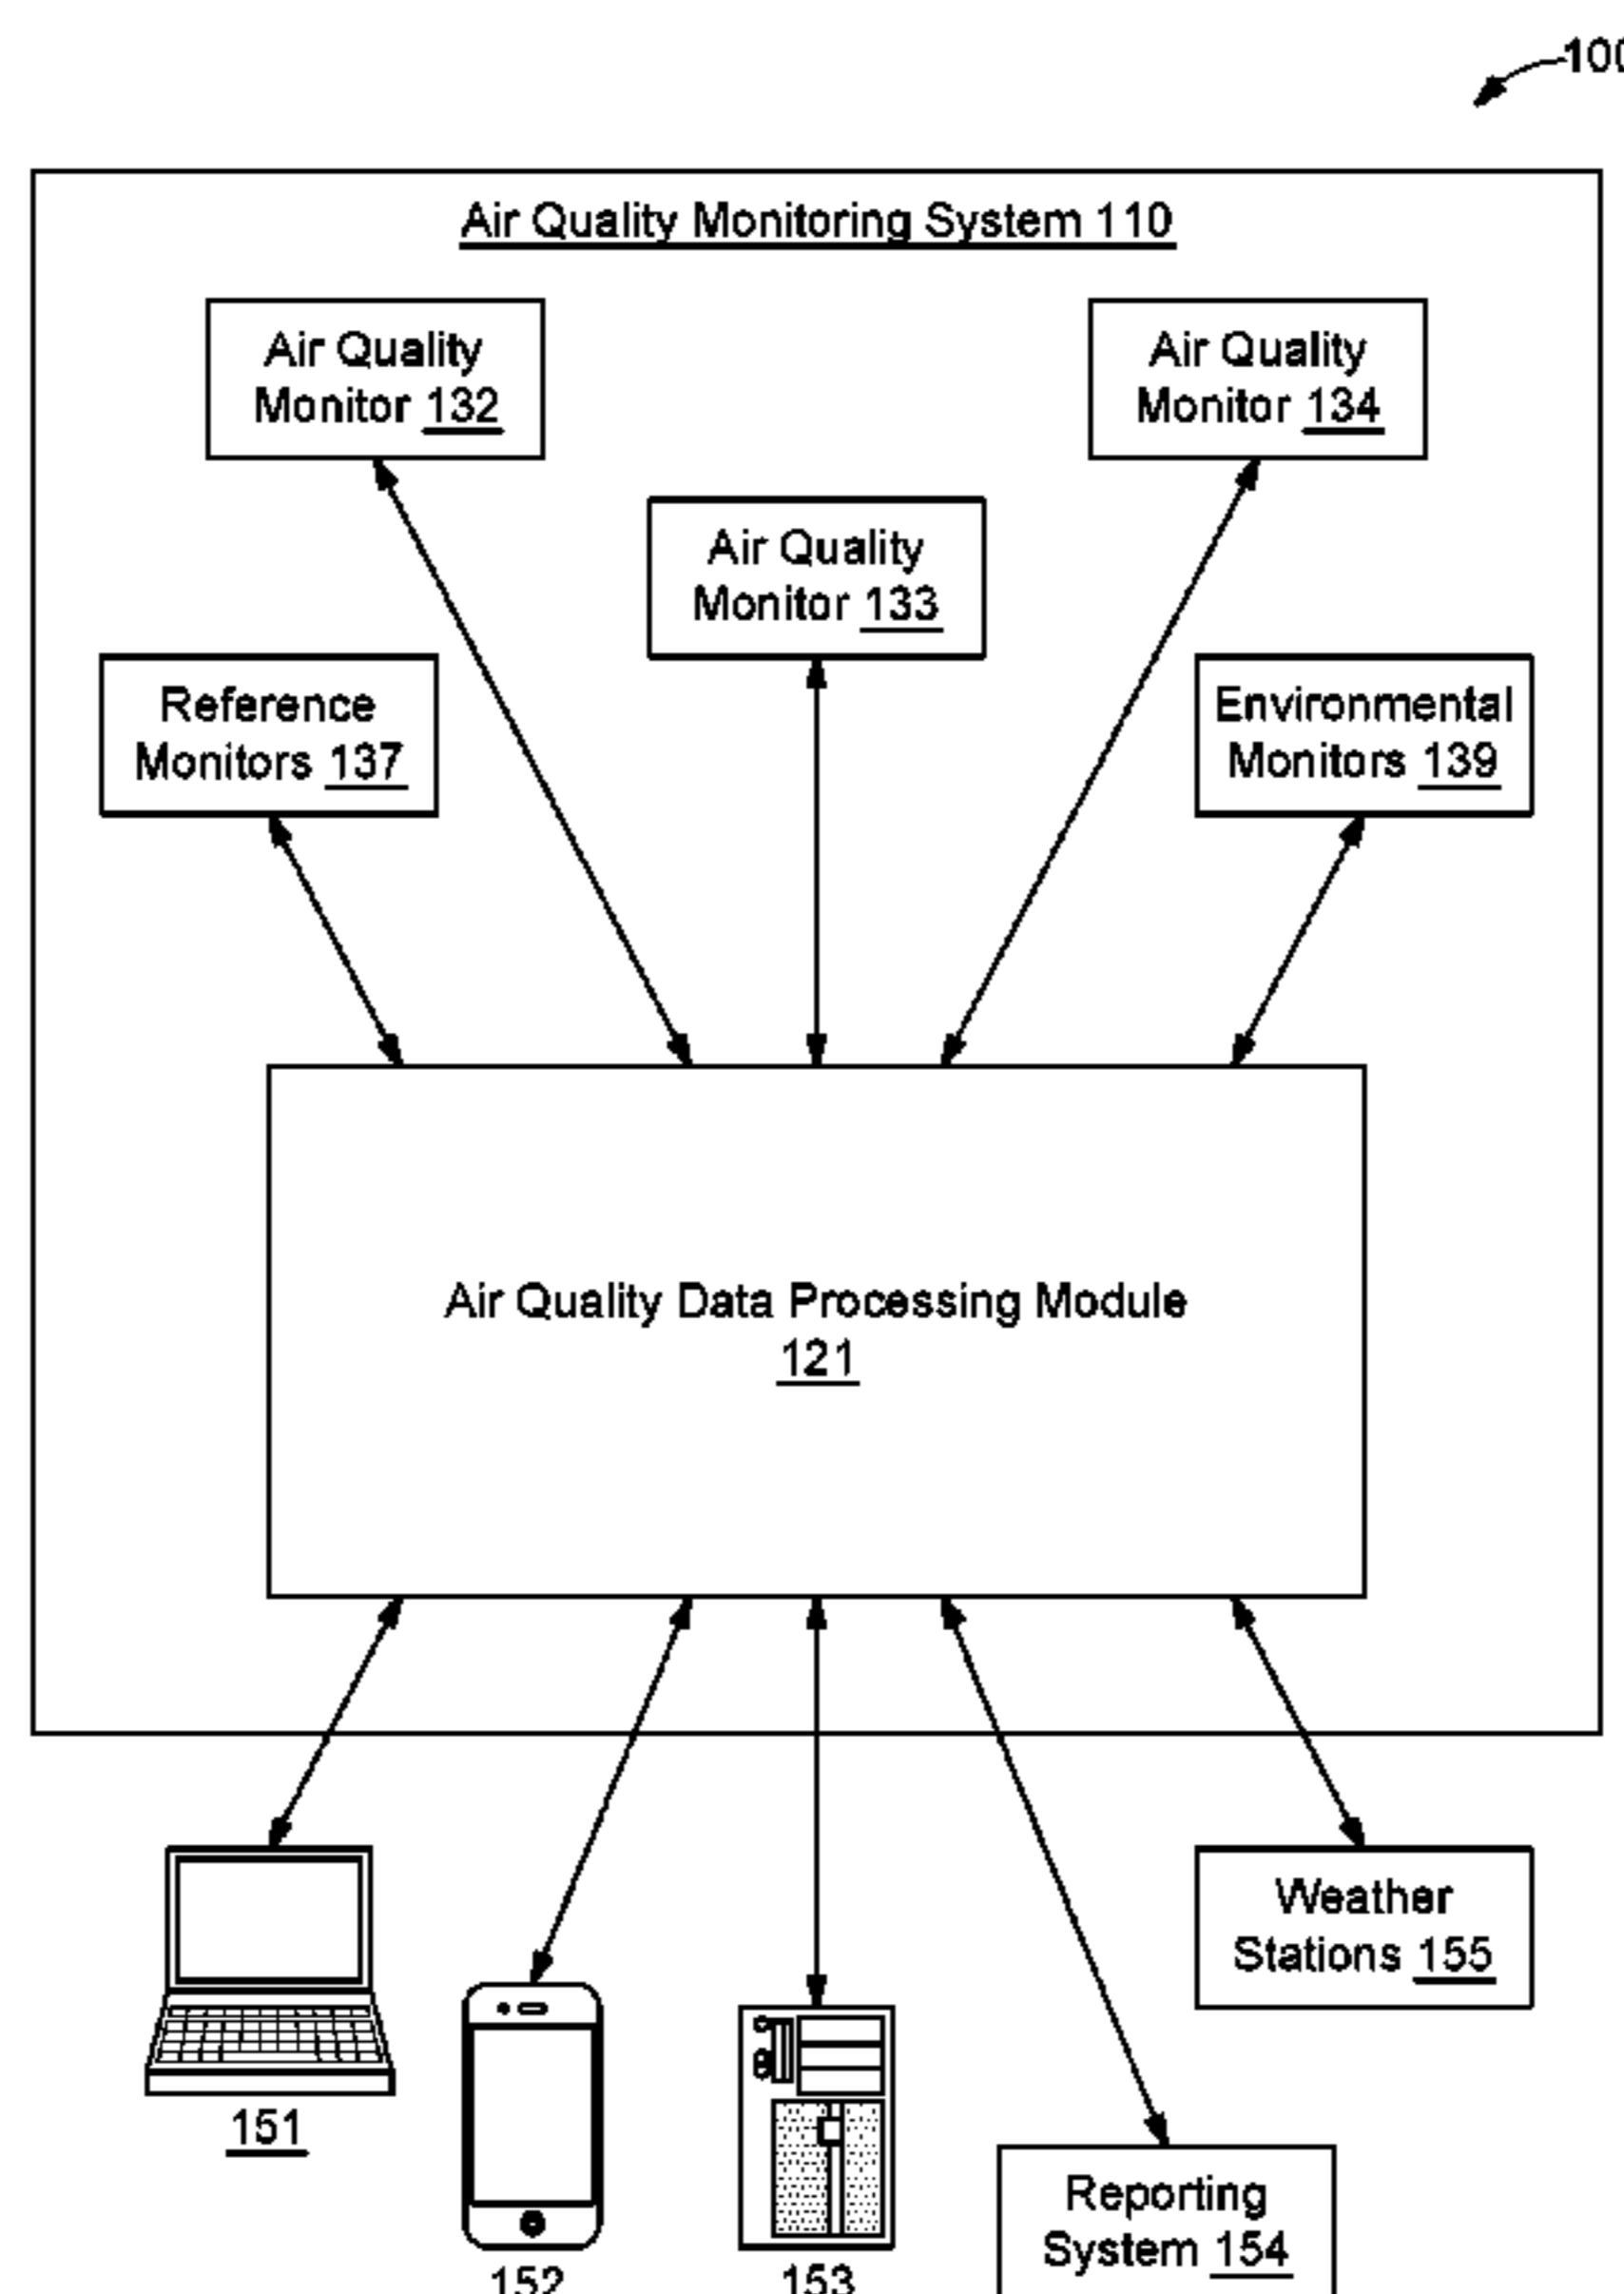 100
Air Quality Monitoring System 110
Air Quality
Monitor 132
Air Quality
Monitor 134
Air Quality
Monitor 133
Reference
Monitors 137
Environmental
Monitors 139
Air Quality Data Processing Module
121
Weather
Stations 155
151
Reporting
System 154
152
153